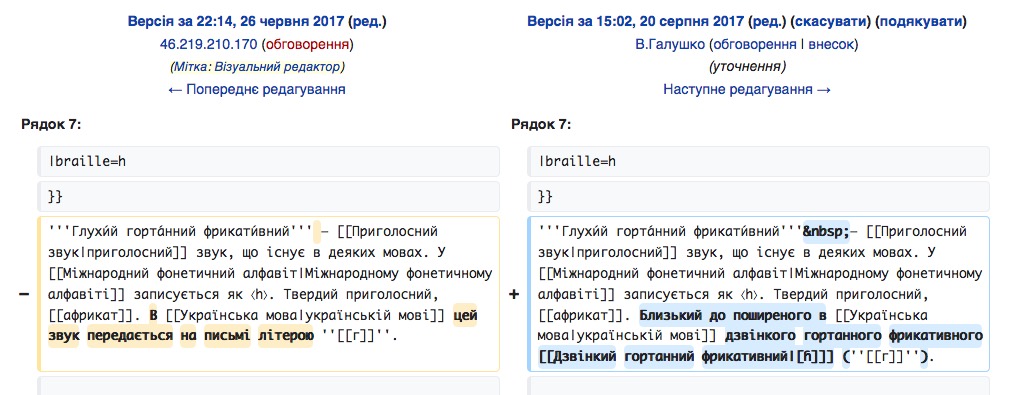 Версія за 22:14, 26 червня 2017 (ред.)
46.219.210.170 (обговорення)
(Мітка: Візуальний редактор)
← Попереднє редагування
Рядок 7:
|braille=h
}}
−
'''Глухи́й горта́нний фрикати́вний''' — [[Приголосний
звук|приголосний]] звук, що існує в деяких мовах. У
[[Міжнародний фонетичний алфавіт|Міжнародному фонетичному
алфавіті]] записується як ⟨h⟩. Твердий приголосний,
[[африкат]]. В [[Українська мова|українській мові]] цей
звук передається на письмі літерою ''[[г]]''.
Версія за 15:02, 20 серпня 2017 (ред.) (скасувати) (подякувати)
В.Галушко (обговорення | внесок)
(уточнення)
Наступне редагування →
Рядок 7:
|braille=h
}}
+
'''Глухи́й горта́нний фрикати́вний'''&nbsp;— [[Приголосний
звук|приголосний]] звук, що існує в деяких мовах. У
[[Міжнародний фонетичний алфавіт|Міжнародному фонетичному
алфавіті]] записується як ⟨h⟩. Твердий приголосний,
[[африкат]]. Близький до поширеного в [[Українська
мова|українській мові]] дзвінкого гортанного фрикативного
[[Дзвінкий гортанний фрикативний|[ɦ]]] (''[[г]]'').